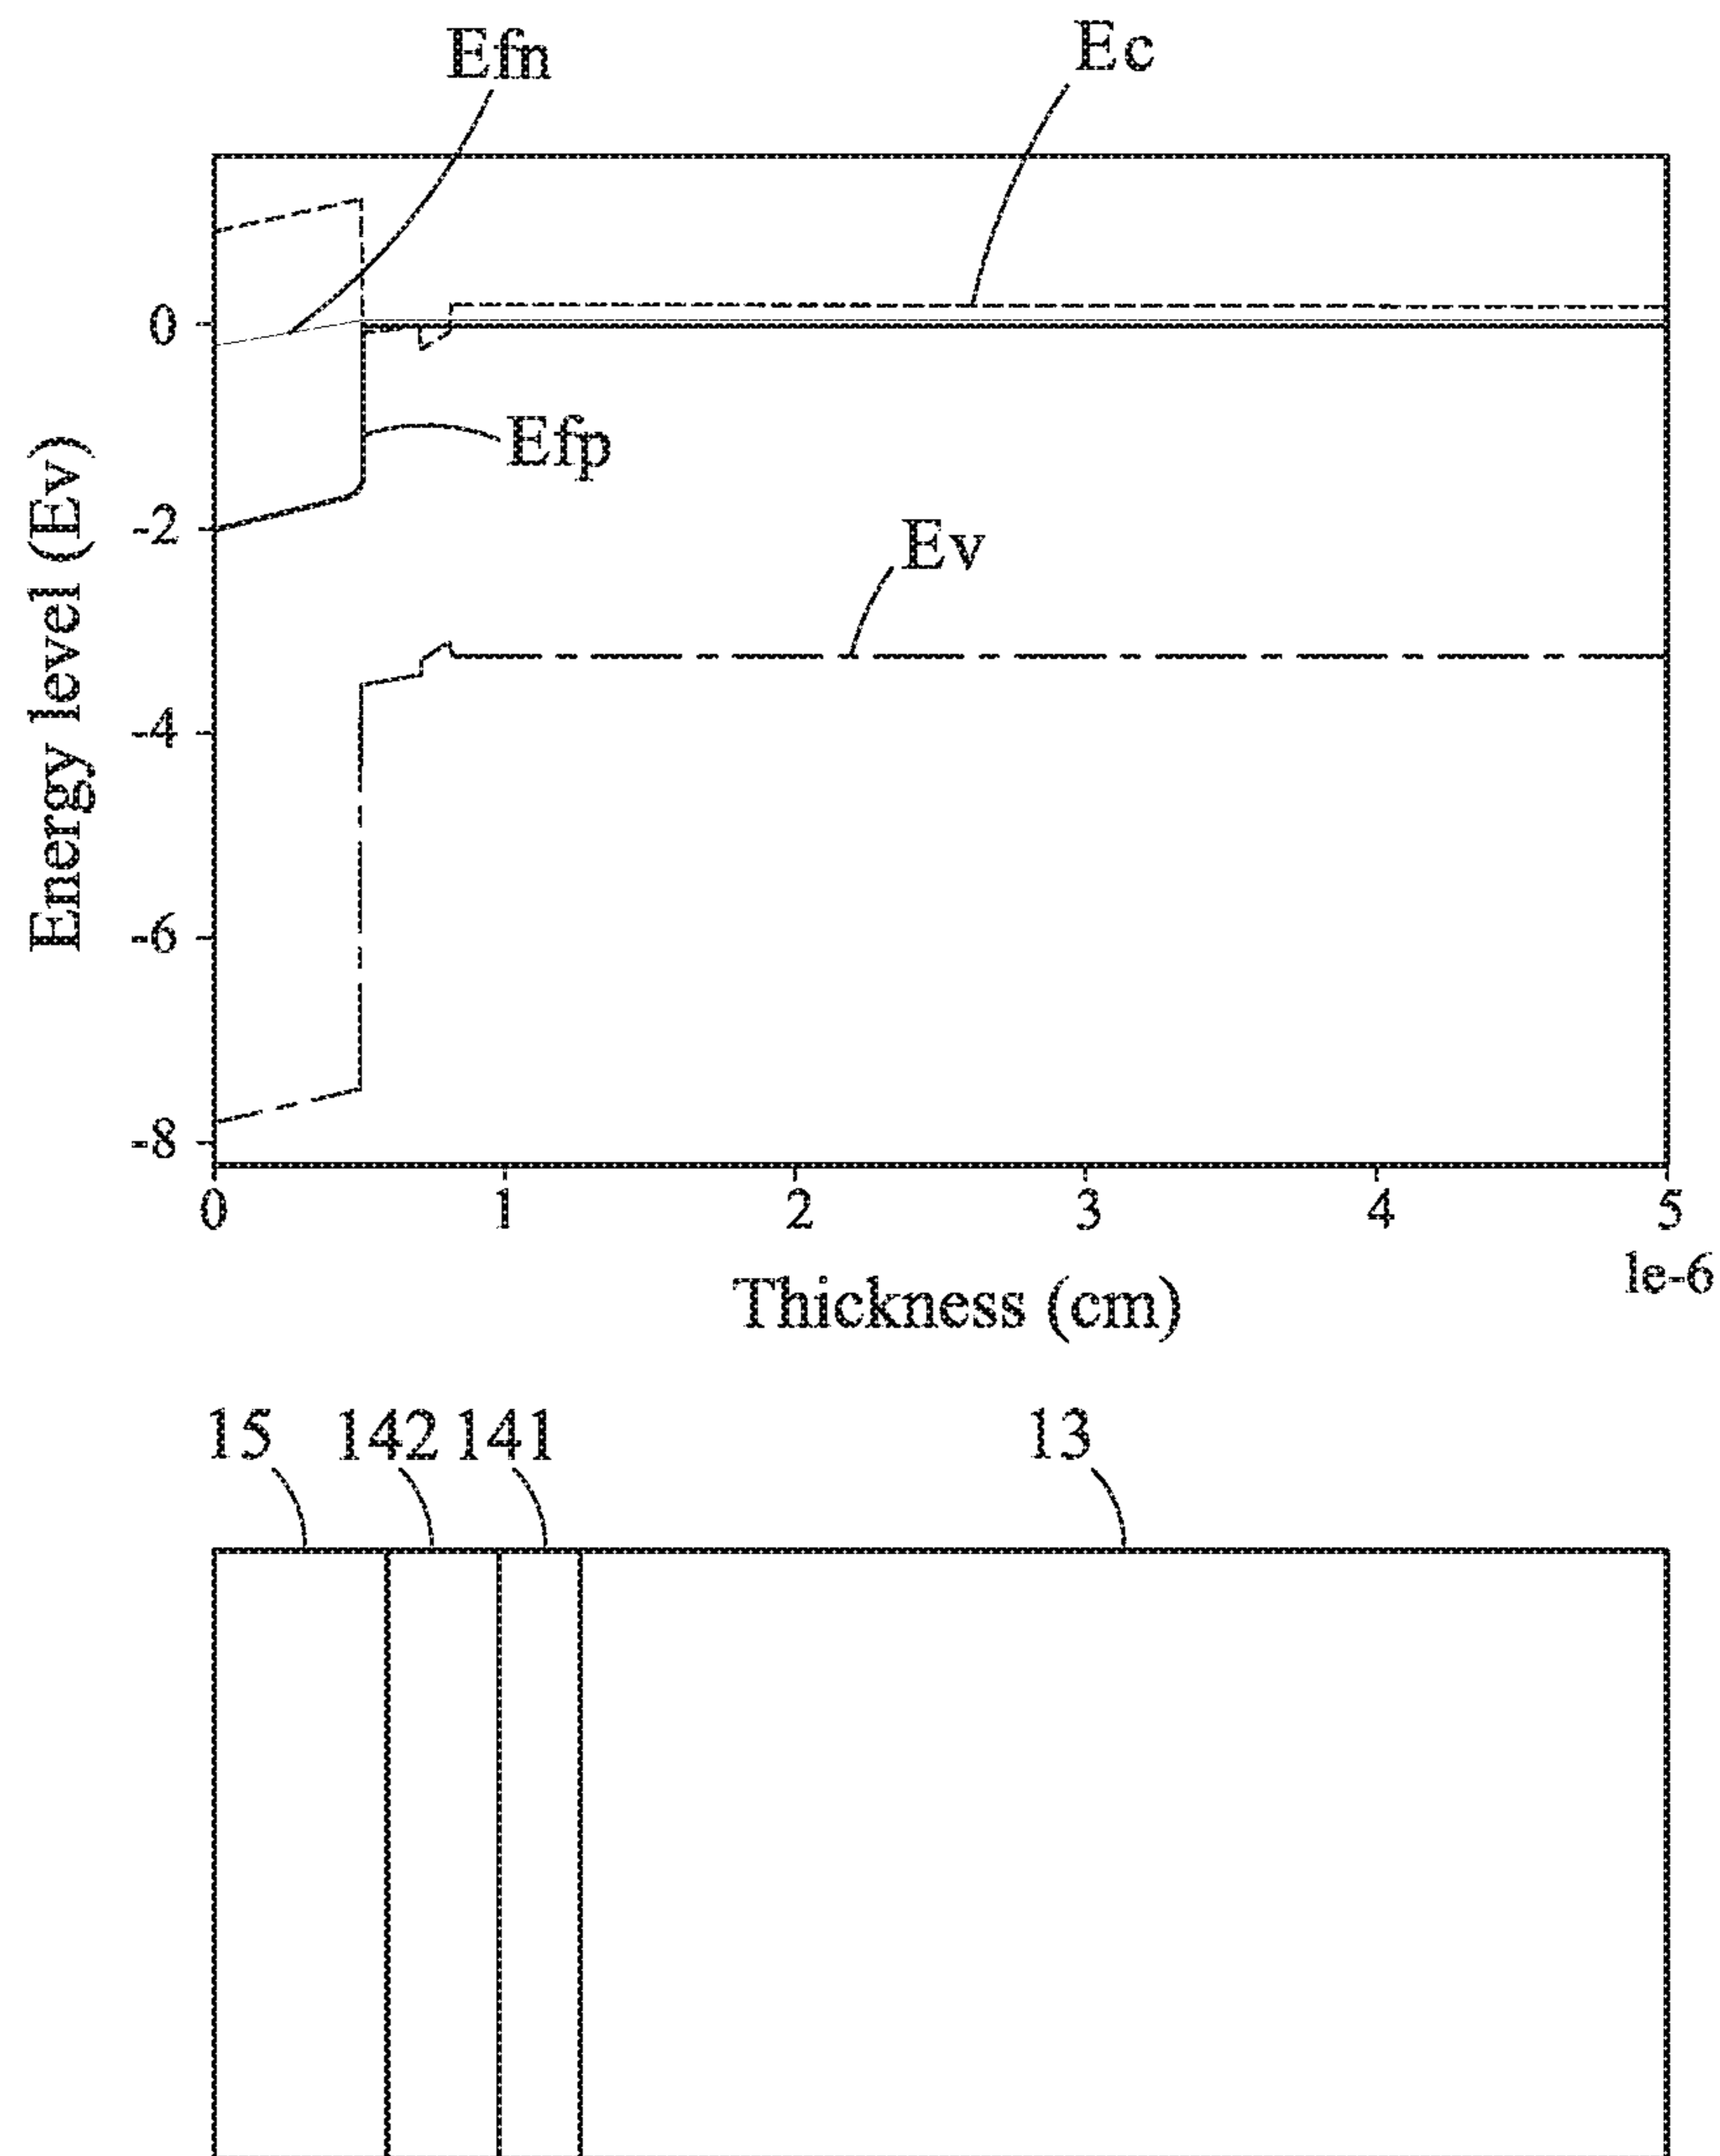 Efn
Ec
0
Efp
-2
Ev
-4
-6
-8
Energy level (Ev)
0 1 2 3 4 5
1e-6
Thickness (cm)
15 142 141 13